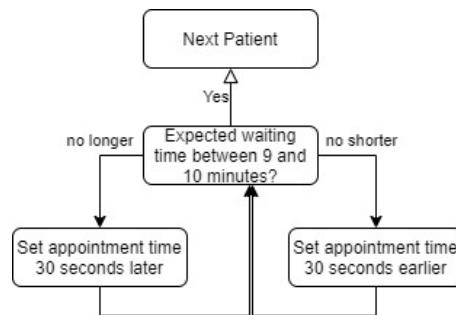 Next Patient
Yes
no longer
Expected waiting
time between 9 and
10 minutes?
no shorter
Set appointment time
30 seconds later
Set appointment time
30 seconds earlier